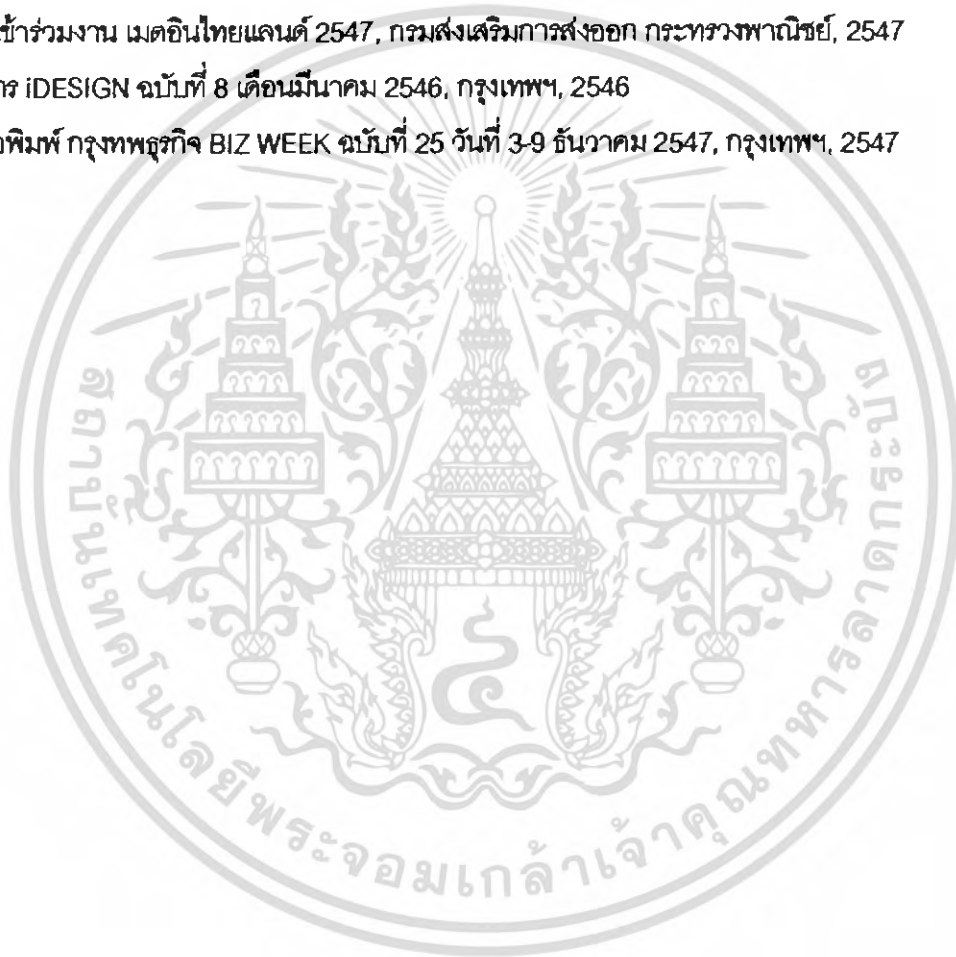 เข้าร่วมงาน เมดอินไทยแลนด์ 2547, กรมส่งเสริมการส่งออก กระทรวงพาณิชย์, 2547
าร iDESIGN ฉบับที่ 8 เดือนมีนาคม 2546, กรุงเทพฯ, 2546
อพิมพ์ กรุงทพธุรกิจ BIZ WEEK ฉบับที่ 25 วันที่ 3-9 ธันวาคม 2547, กรุงเทพฯ, 2547
สถาบันเทคโนโลยีพระจอมเกล้าเจ้าคุณทหารลาดกระบัง
๔